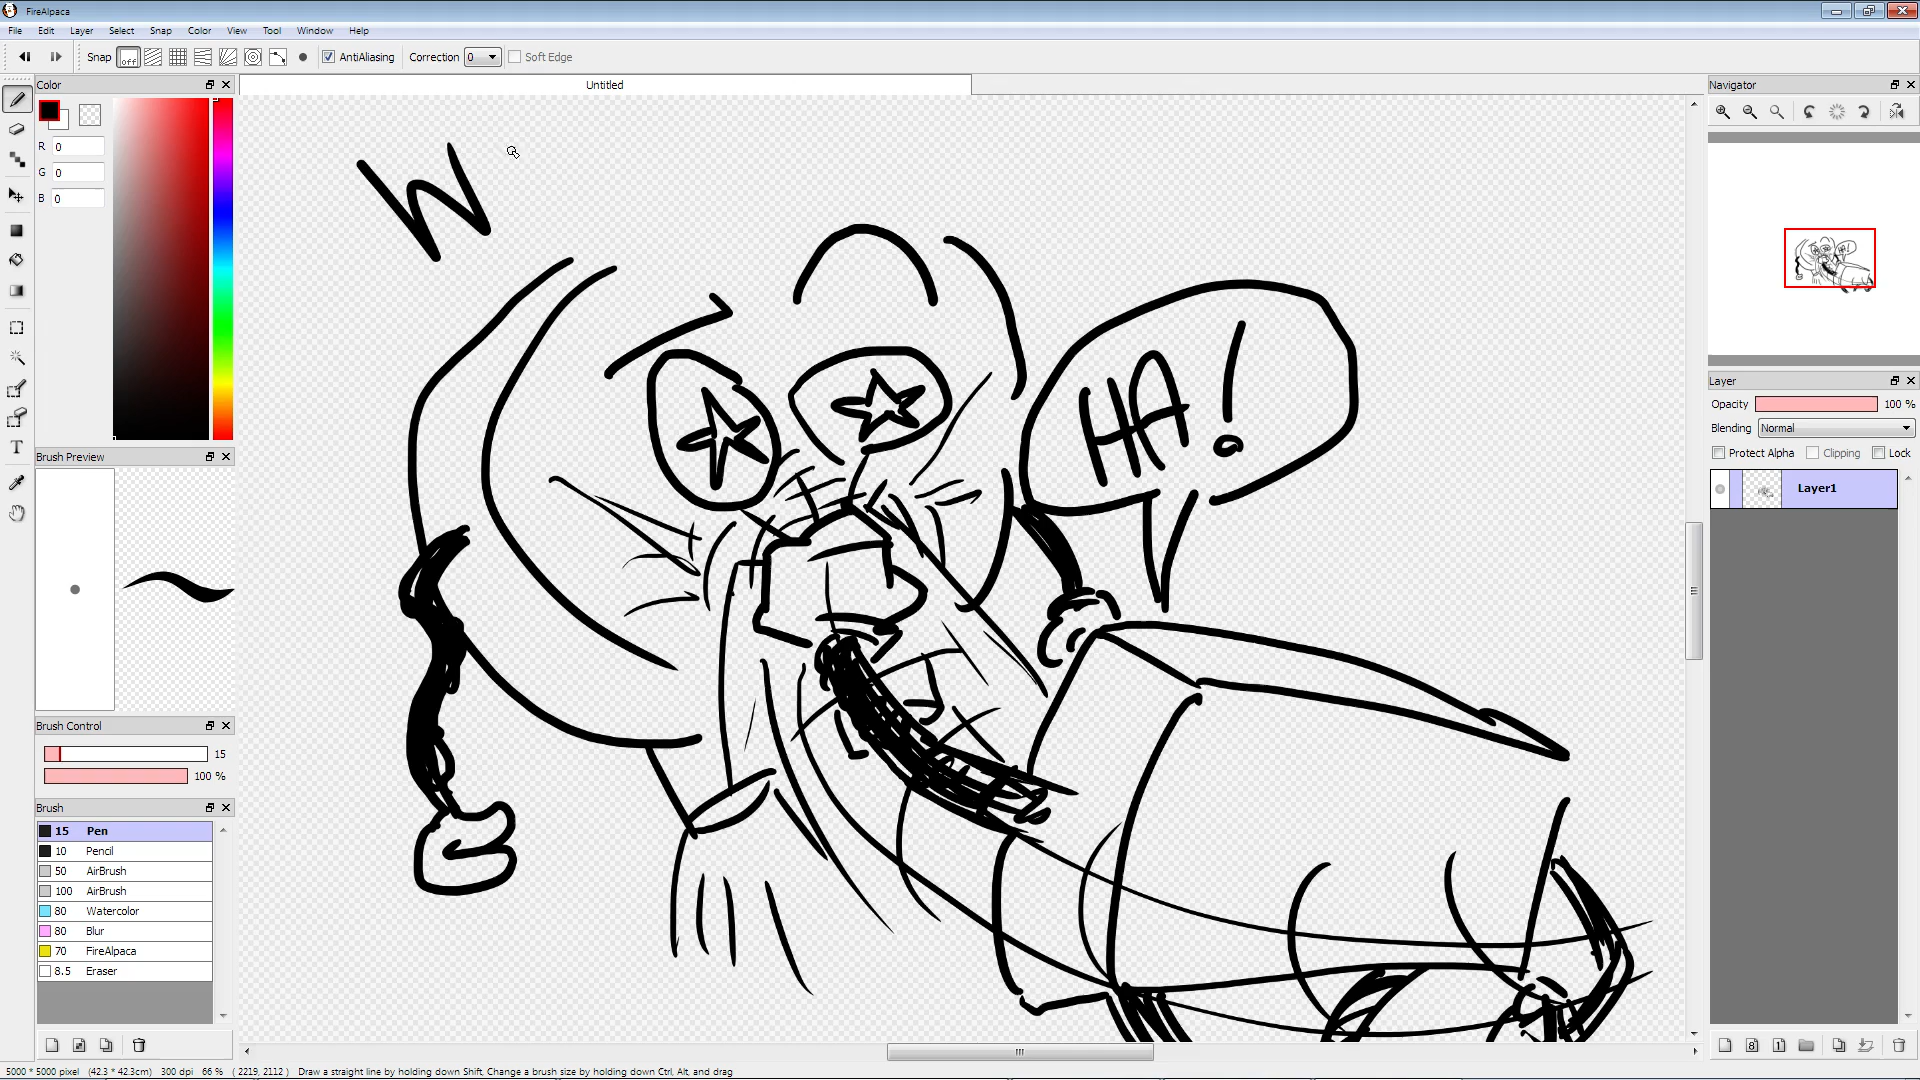 FireAlpaca
File Edit Layer Select Snap Color View Tool Window Help
Snap off AntiAliasing Correction 0 Soft Edge
Color
Untitled
Navigator
R 0
G 0
B 0
W
HA!
Layer
Opacity 100 %
Blending Normal
Protect Alpha Clipping Lock
Layer1
Brush Preview
Brush Control
15
100 %
Brush
15 Pen
10 Pencil
50 AirBrush
100 AirBrush
80 Watercolor
80 Blur
70 FireAlpaca
8.5 Eraser
T
8
1
5000 * 5000 pixel (42.3 * 42.3cm) 300 dpi 66 % ( 2219, 2112 ) Draw a straight line by holding down Shift, Change a brush size by holding down Ctrl, Alt, and drag